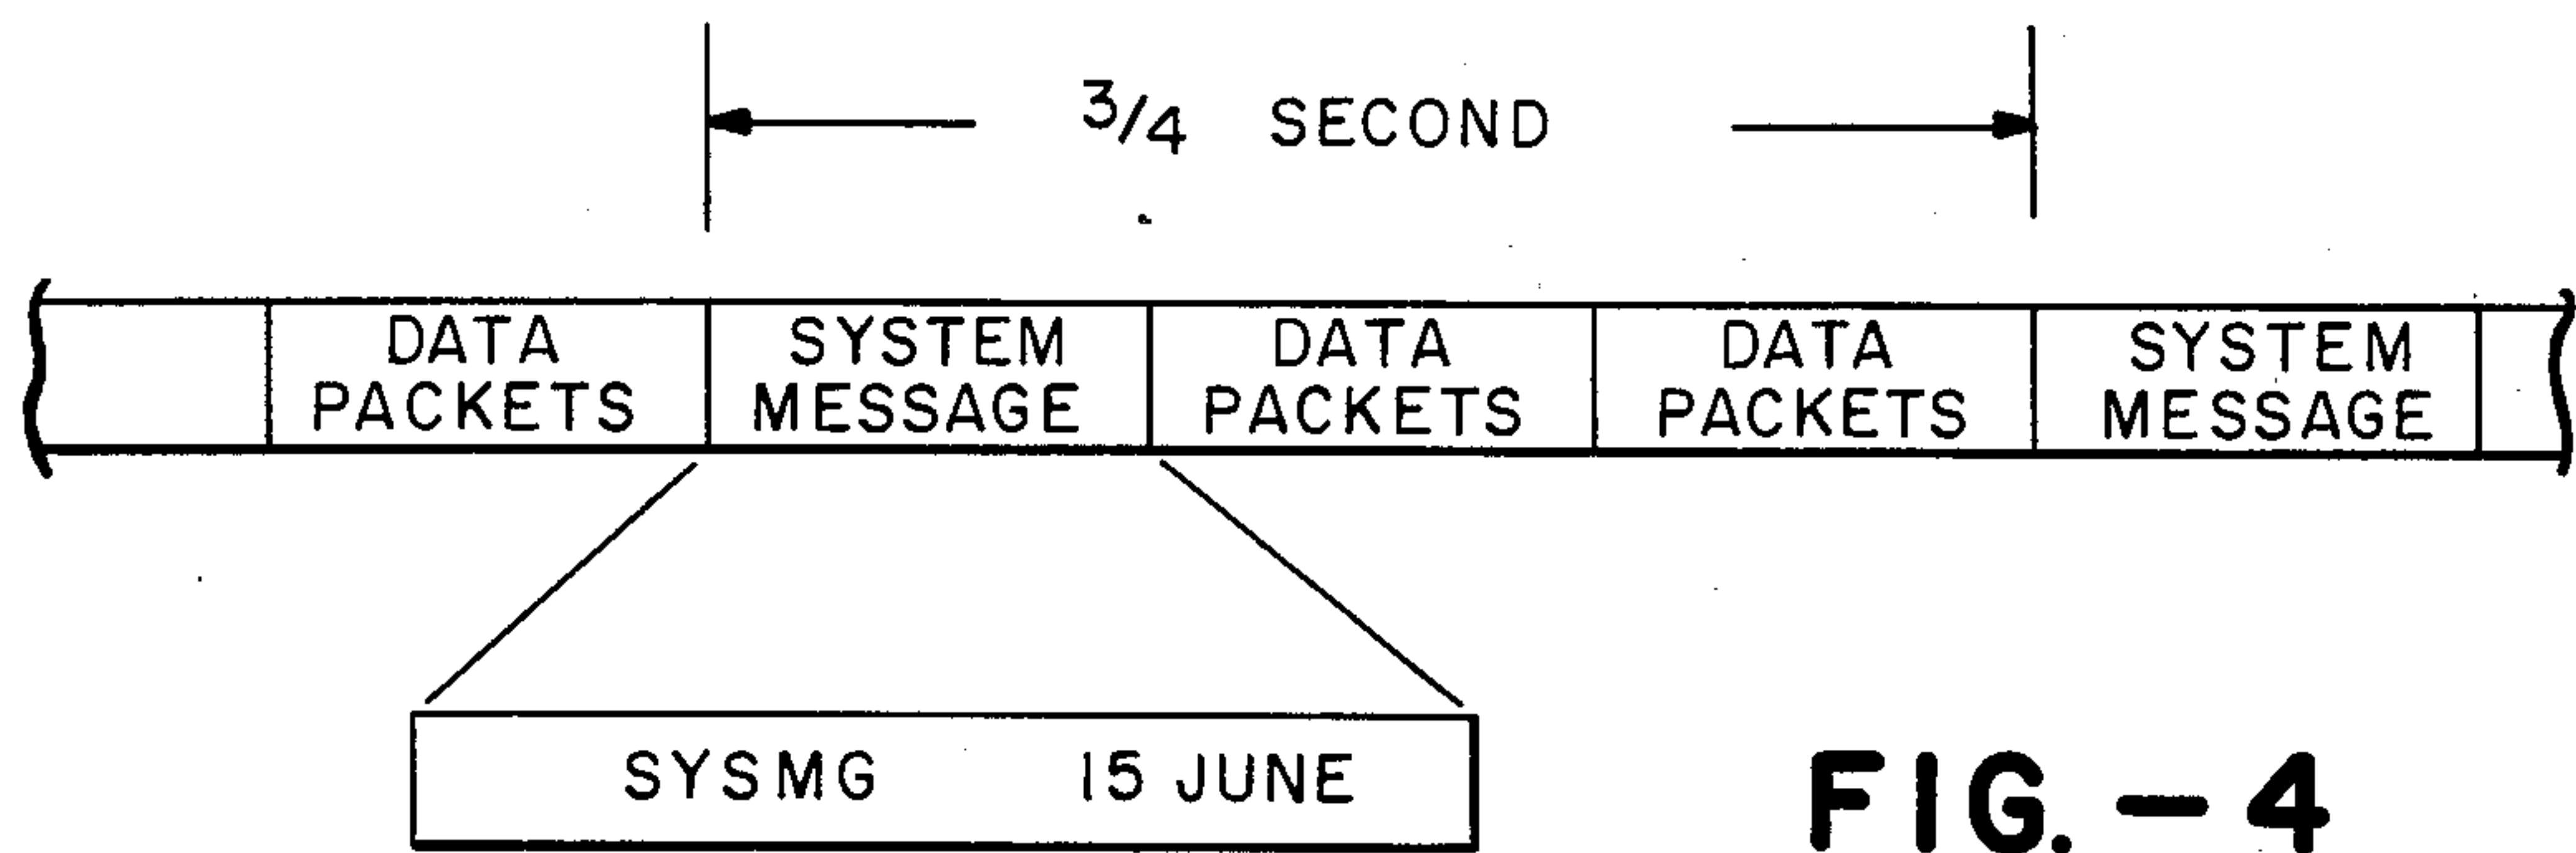 3/4 SECOND
DATA PACKETS
SYSTEM MESSAGE
DATA PACKETS
DATA PACKETS
SYSTEM MESSAGE
SYSMG 15 JUNE
FIG.-4